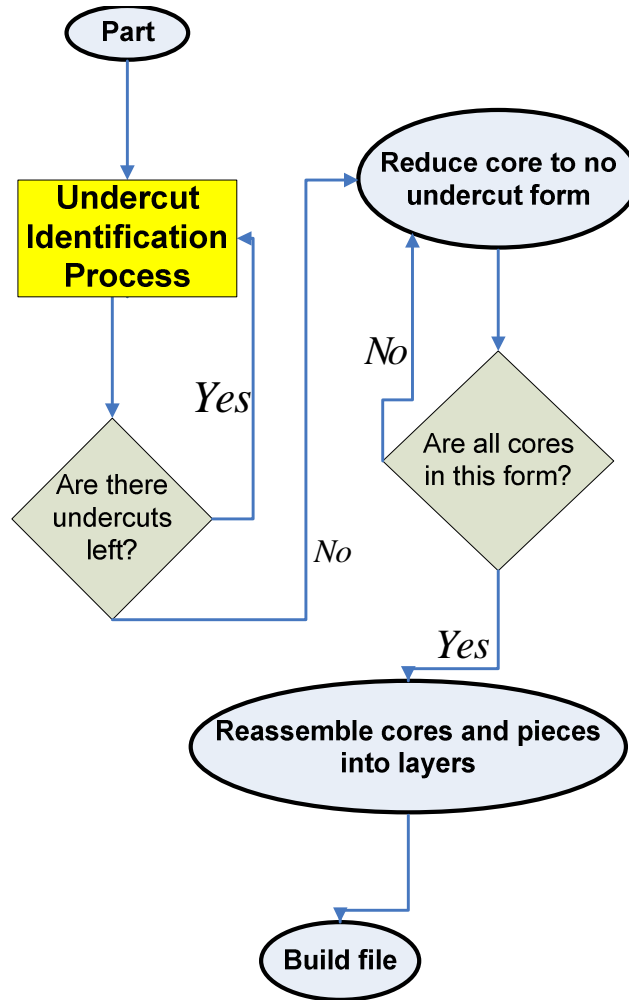 Part
Undercut
Identification
Process
Yes
Are there
undercuts
left?
No
Reduce core to no
undercut form
No
Are all cores
in this form?
Yes
Reassemble cores and pieces
into layers
Build file